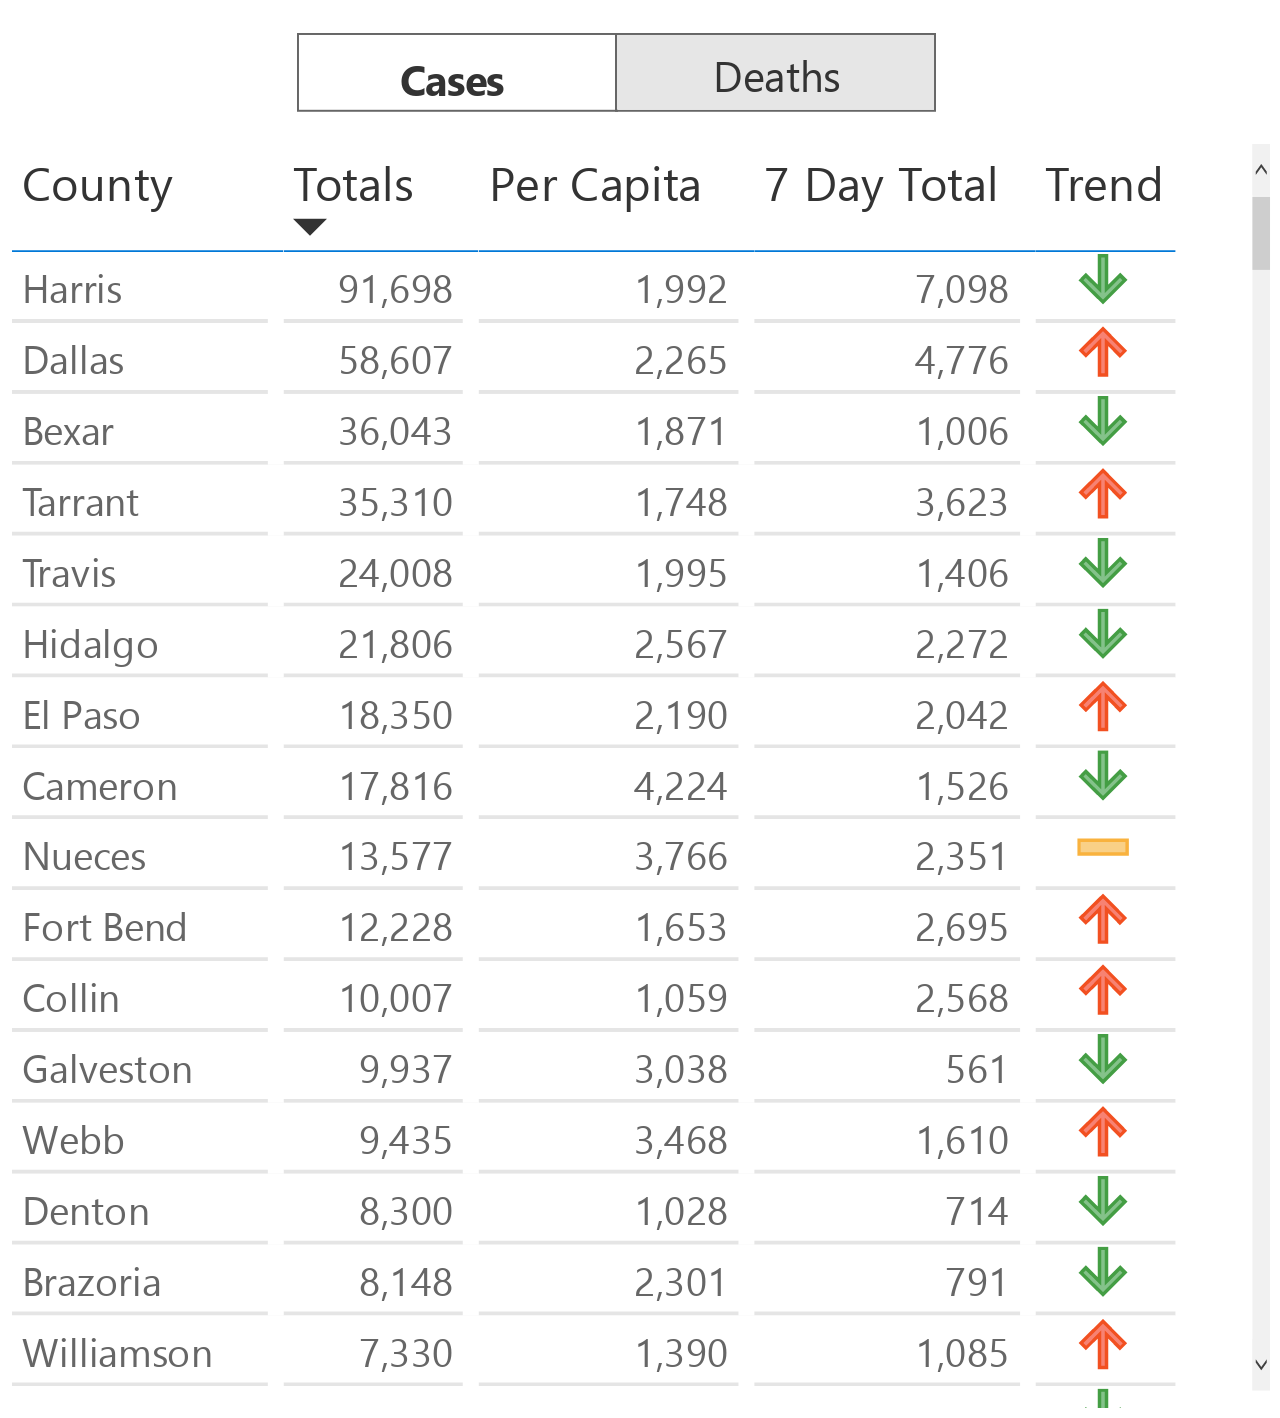 Cases Deaths
County Totals Per Capita 7 Day Total Trend
Harris 91,698 1,992 7,098
Dallas 58,607 2,265 4,776
Bexar 36,043 1,871 1,006
Tarrant 35,310 1,748 3,623
Travis 24,008 1,995 1,406
Hidalgo 21,806 2,567 2,272
El Paso 18,350 2,190 2,042
Cameron 17,816 4,224 1,526
Nueces 13,577 3,766 2,351
Fort Bend 12,228 1,653 2,695
Collin 10,007 1,059 2,568
Galveston 9,937 3,038 561
Webb 9,435 3,468 1,610
Denton 8,300 1,028 714
Brazoria 8,148 2,301 791
Williamson 7,330 1,390 1,085